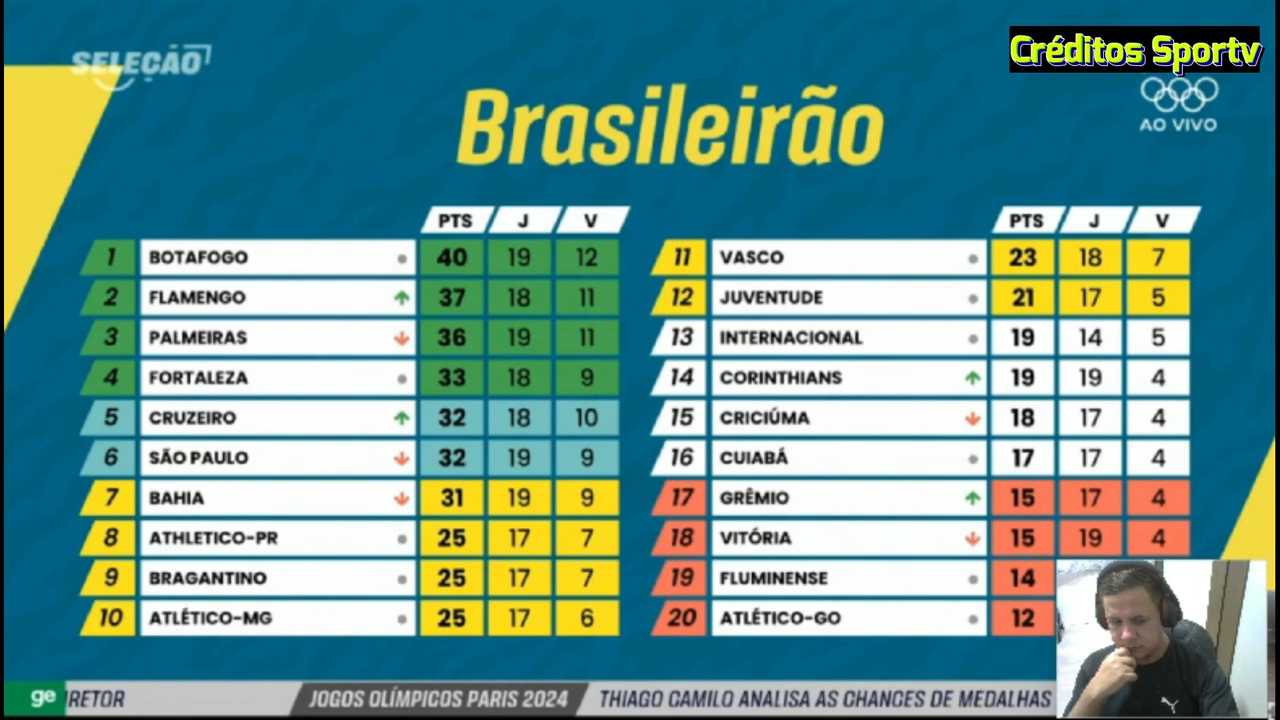 SELEÇÃO
Créditos Sportv
AO VIVO
Brasileirão
PTS J V
1 BOTAFOGO 40 19 12
2 FLAMENGO 37 18 11
3 PALMEIRAS 36 19 11
4 FORTALEZA 33 18 9
5 CRUZEIRO 32 18 10
6 SÃO PAULO 32 19 9
7 BAHIA 31 19 9
8 ATHLETICO-PR 25 17 7
9 BRAGANTINO 25 17 7
10 ATLÉTICO-MG 25 17 6
PTS J V
11 VASCO 23 18 7
12 JUVENTUDE 21 17 5
13 INTERNACIONAL 19 14 5
14 CORINTHIANS 19 19 4
15 CRICIÚMA 18 17 4
16 CUIABÁ 17 17 4
17 GRÊMIO 15 17 4
18 VITÓRIA 15 19 4
19 FLUMINENSE 14
20 ATLÉTICO-GO 12
ge RETOR JOGOS OLÍMPICOS PARIS 2024 THIAGO CAMILO ANALISA AS CHANCES DE MEDALHAS